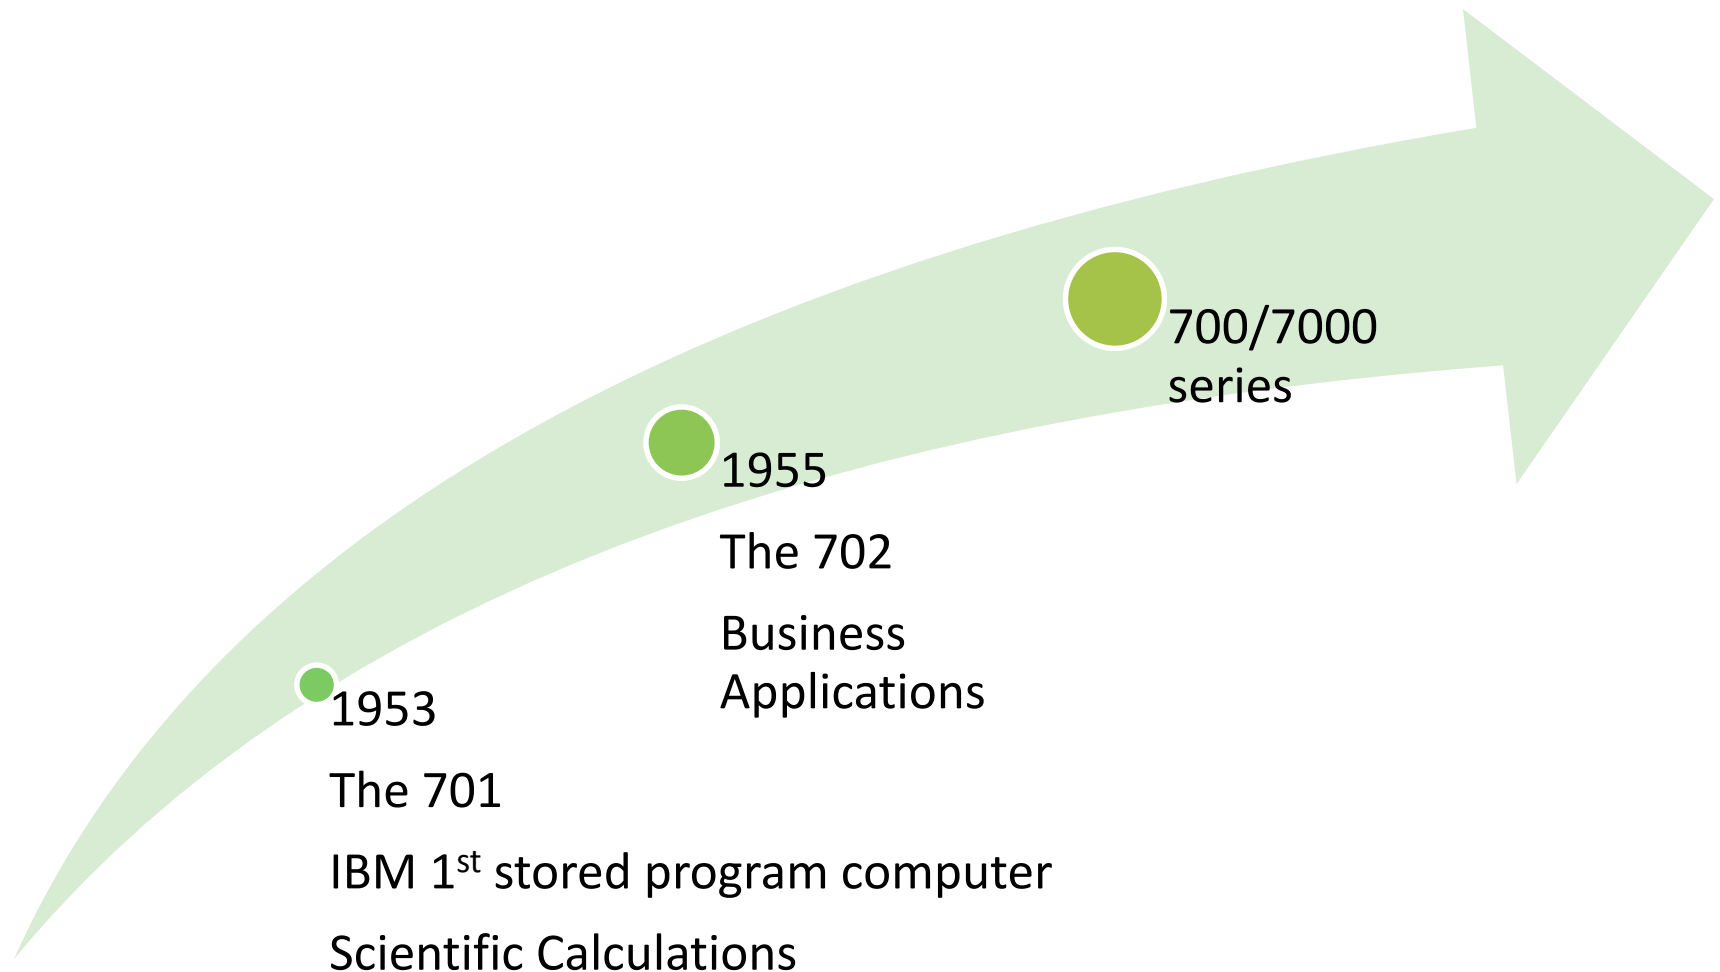 1953
The 701
IBM 1st stored program computer
Scientific Calculations
1955
The 702
Business
Applications
700/7000
series